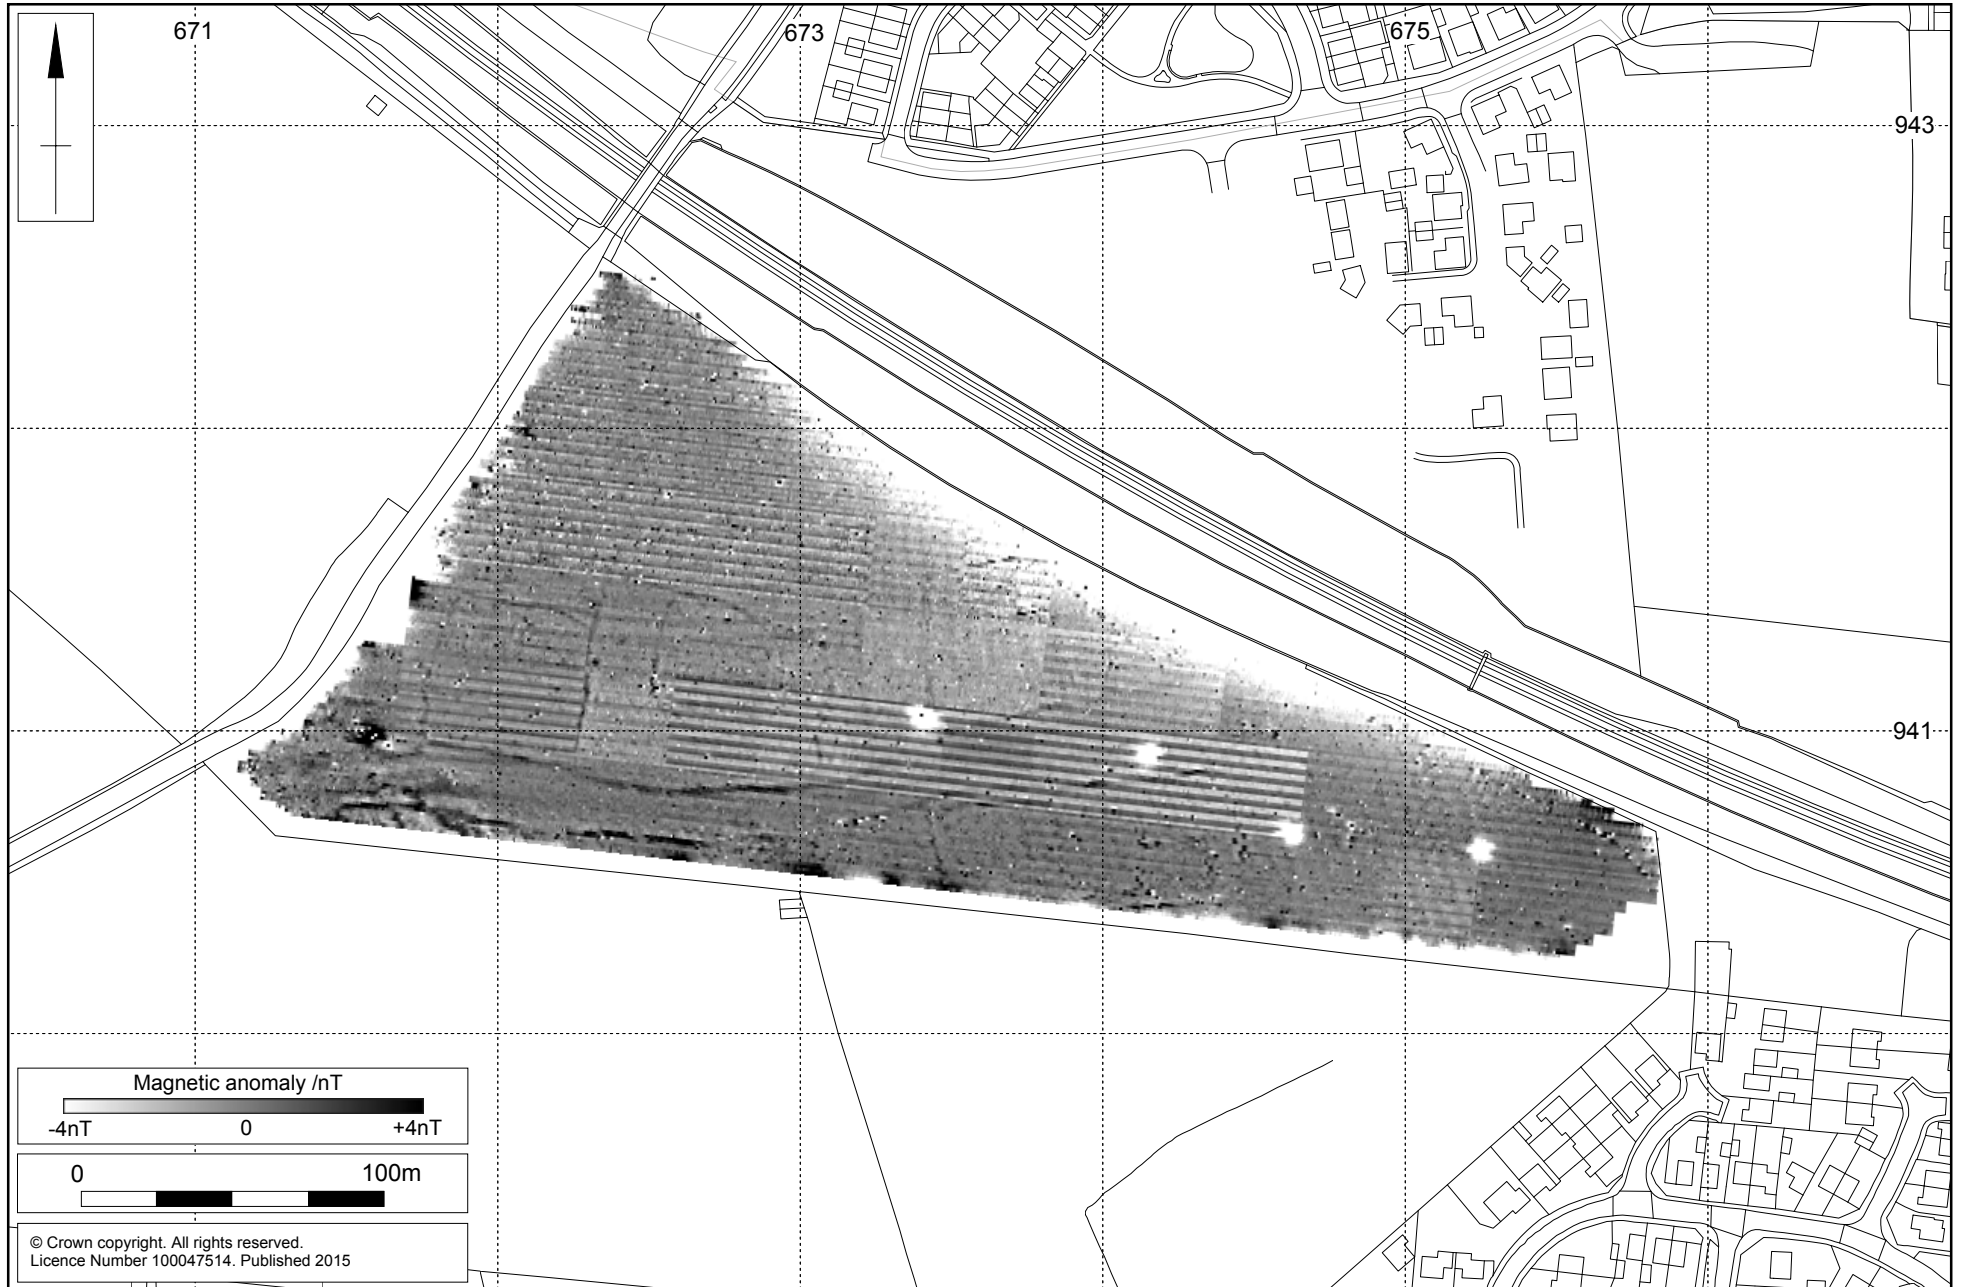 671
673
675
943
941
Magnetic anomaly /nT
-4nT 0 +4nT
0 100m
© Crown copyright. All rights reserved.
Licence Number 100047514. Published 2015